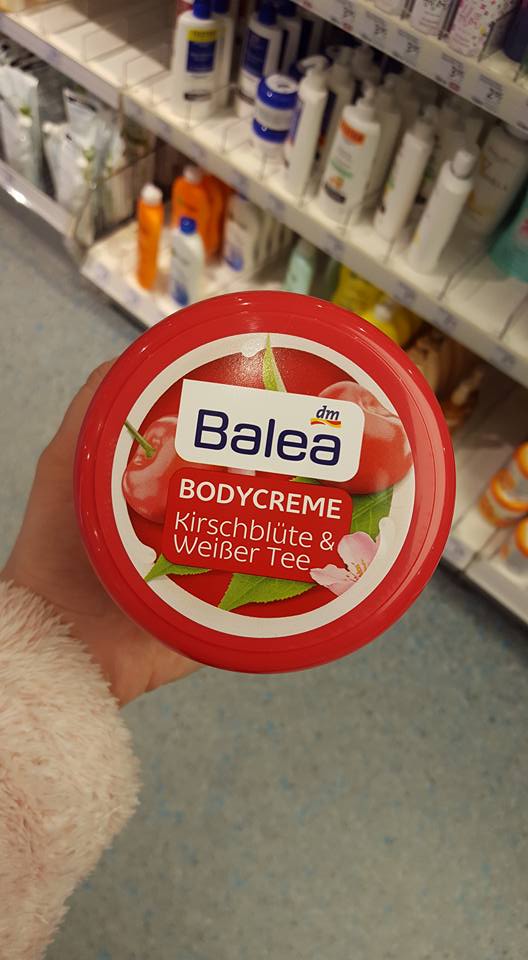 dm
Balea
BODYCREME
Kirschblüte &
Weißer Tee